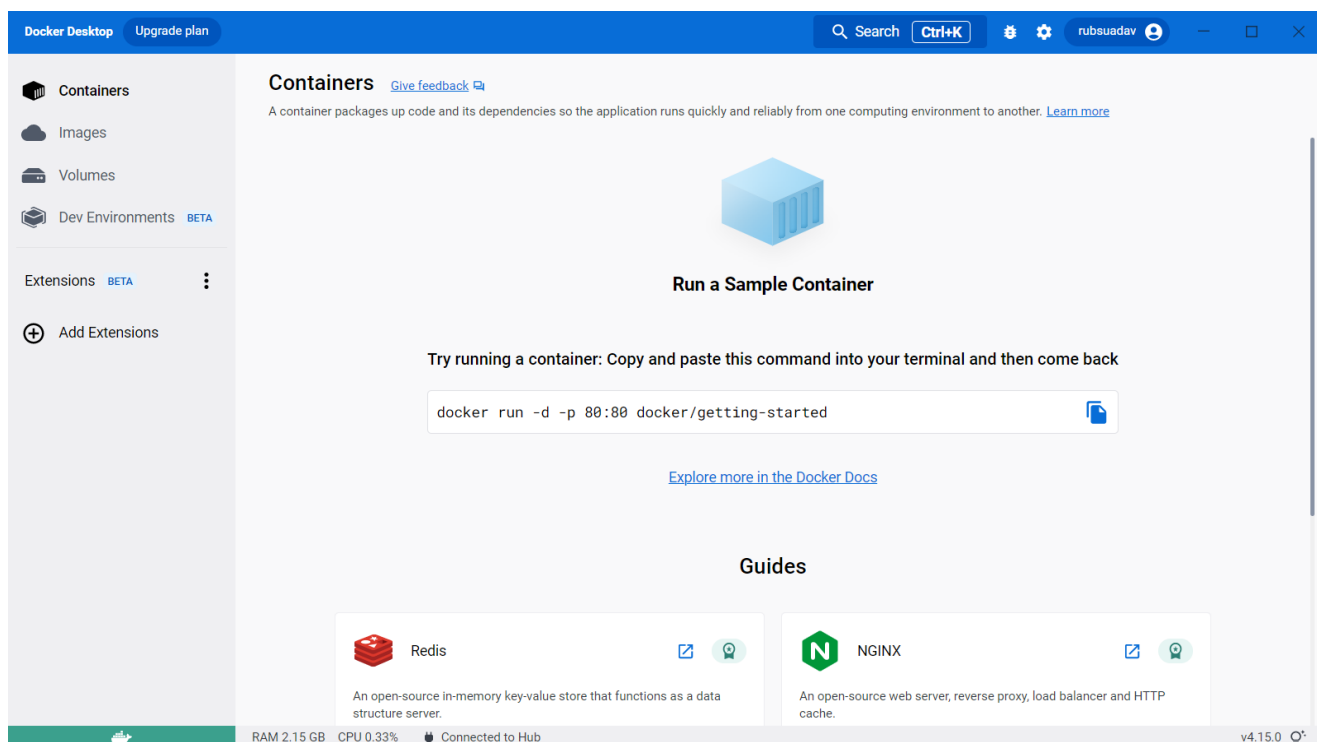 Docker Desktop Upgrade plan Search Ctrl+K rubsuadav
Containers
Images
Volumes
Dev Environments BETA
Extensions BETA
Add Extensions
Containers Give feedback
A container packages up code and its dependencies so the application runs quickly and reliably from one computing environment to another. Learn more
Run a Sample Container
Try running a container: Copy and paste this command into your terminal and then come back
docker run -d -p 80:80 docker/getting-started
Explore more in the Docker Docs
Guides
Redis
An open-source in-memory key-value store that functions as a data
structure server.
N NGINX
An open-source web server, reverse proxy, load balancer and HTTP
cache.
RAM 2.15 GB CPU 0.33% Connected to Hub v4.15.0